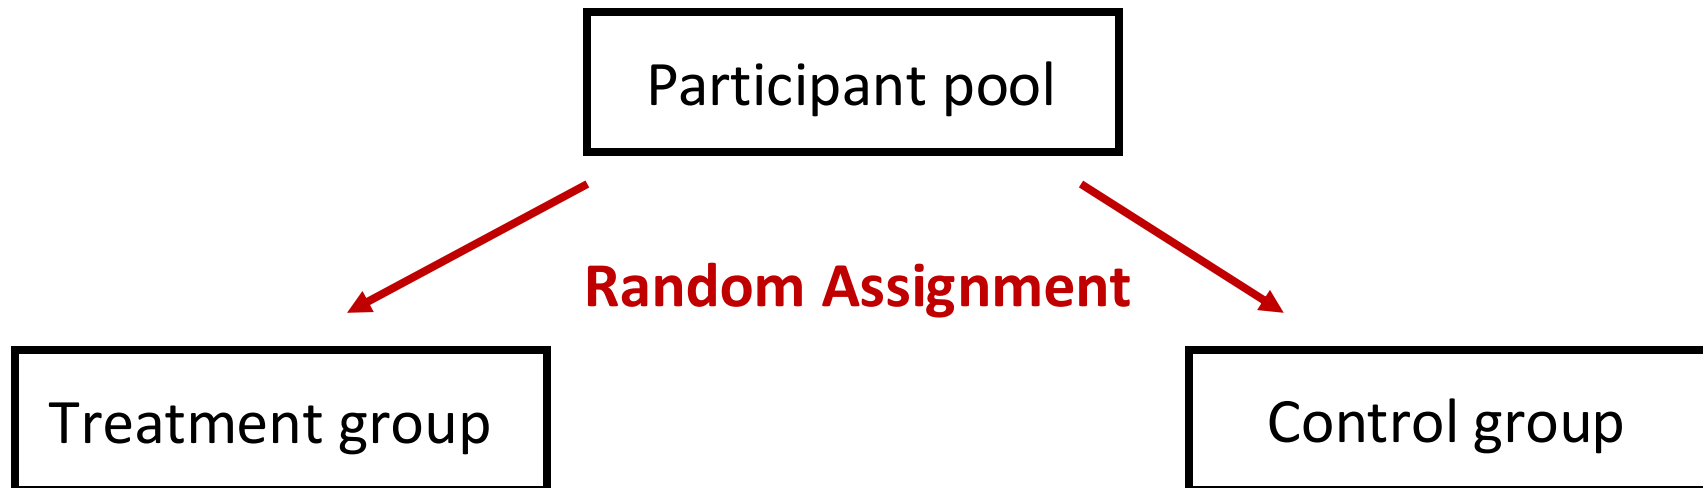 Participant pool
Random Assignment
Treatment group
Control group